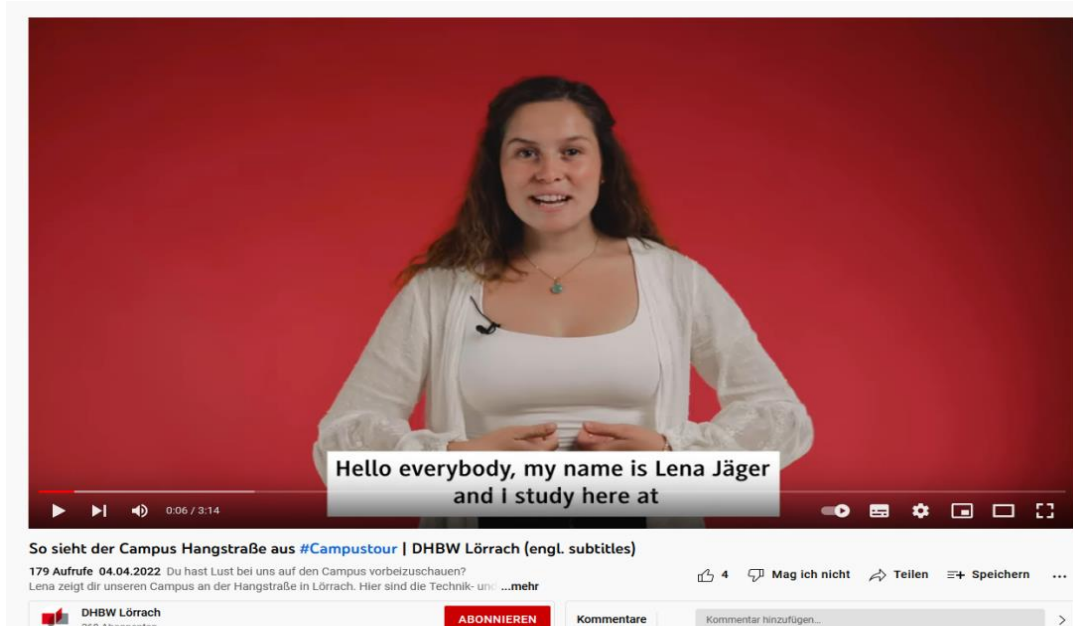 Hello everybody, my name is Lena Jäger
and I study here at
0:06 / 3:14
So sieht der Campus Hangstraße aus #Campustour | DHBW Lörrach (engl. subtitles)
179 Aufrufe 04.04.2022 Du hast Lust bei uns auf den Campus vorbeizuschauen?
Lena zeigt dir unseren Campus an der Hangstraße in Lörrach. Hier sind die Technik- und ...mehr
4 Mag ich nicht Teilen Speichern ...
DHBW Lörrach
ABONNIEREN
Kommentare
Kommentar hinzufügen...